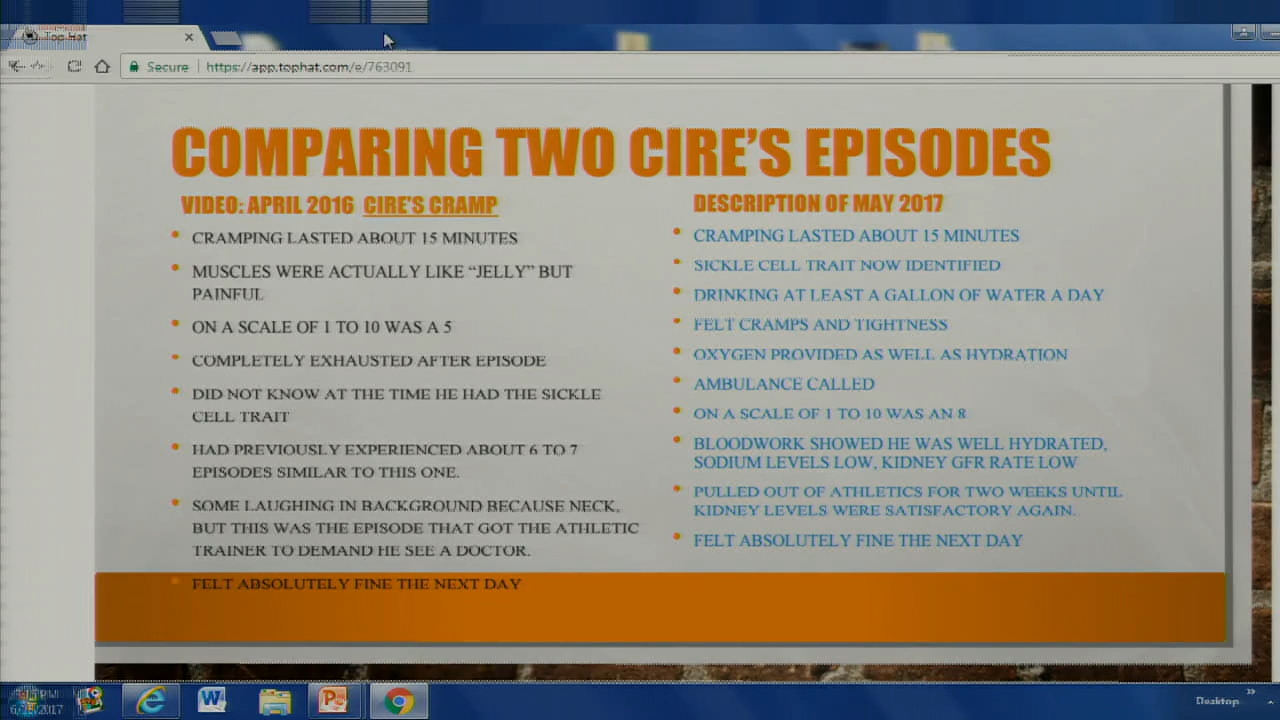 Top Hat
Secure
https://app.tophat.com/e/763091
COMPARING TWO CIRE'S EPISODES
VIDEO: APRIL 2016 CIRE'S CRAMP
• CRAMPING LASTED ABOUT 15 MINUTES
• MUSCLES WERE ACTUALLY LIKE “JELLY” BUT
PAINFUL
• ON A SCALE OF 1 TO 10 WAS A 5
• COMPLETELY EXHAUSTED AFTER EPISODE
• DID NOT KNOW AT THE TIME HE HAD THE SICKLE
CELL TRAIT
• HAD PREVIOUSLY EXPERIENCED ABOUT 6 TO 7
EPISODES SIMILAR TO THIS ONE.
• SOME LAUGHING IN BACKGROUND BECAUSE NECK,
BUT THIS WAS THE EPISODE THAT GOT THE ATHLETIC
TRAINER TO DEMAND HE SEE A DOCTOR.
• FELT ABSOLUTELY FINE THE NEXT DAY
DESCRIPTION OF MAY 2017
• CRAMPING LASTED ABOUT 15 MINUTES
• SICKLE CELL TRAIT NOW IDENTIFIED
• DRINKING AT LEAST A GALLON OF WATER A DAY
• FELT CRAMPS AND TIGHTNESS
• OXYGEN PROVIDED AS WELL AS HYDRATION
• AMBULANCE CALLED
• ON A SCALE OF 1 TO 10 WAS AN 8
• BLOODWORK SHOWED HE WAS WELL HYDRATED,
SODIUM LEVELS LOW, KIDNEY GFR RATE LOW
• PULLED OUT OF ATHLETICS FOR TWO WEEKS UNTIL
KIDNEY LEVELS WERE SATISFACTORY AGAIN.
• FELT ABSOLUTELY FINE THE NEXT DAY
Desktop